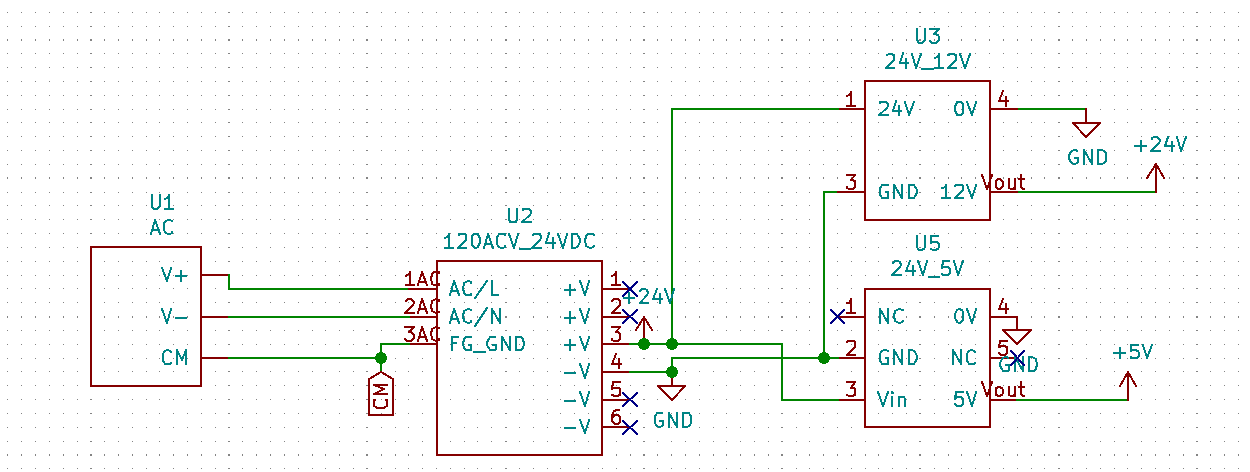 U1
AC
V+
V-
CM
CM
U2
120ACV_24VDC
1AC
AC/L
+V
1
2AC
AC/N
+V
2
3AC
FG_GND
+V
3
-V
4
-V
5
-V
6
+24V
GND
U3
24V_12V
1
24V
0V
4
GND
3
GND
12V
Vout
+24V
U5
24V_5V
1
NC
0V
4
GND
2
GND
NC
5
3
Vin
5V
Vout
+5V